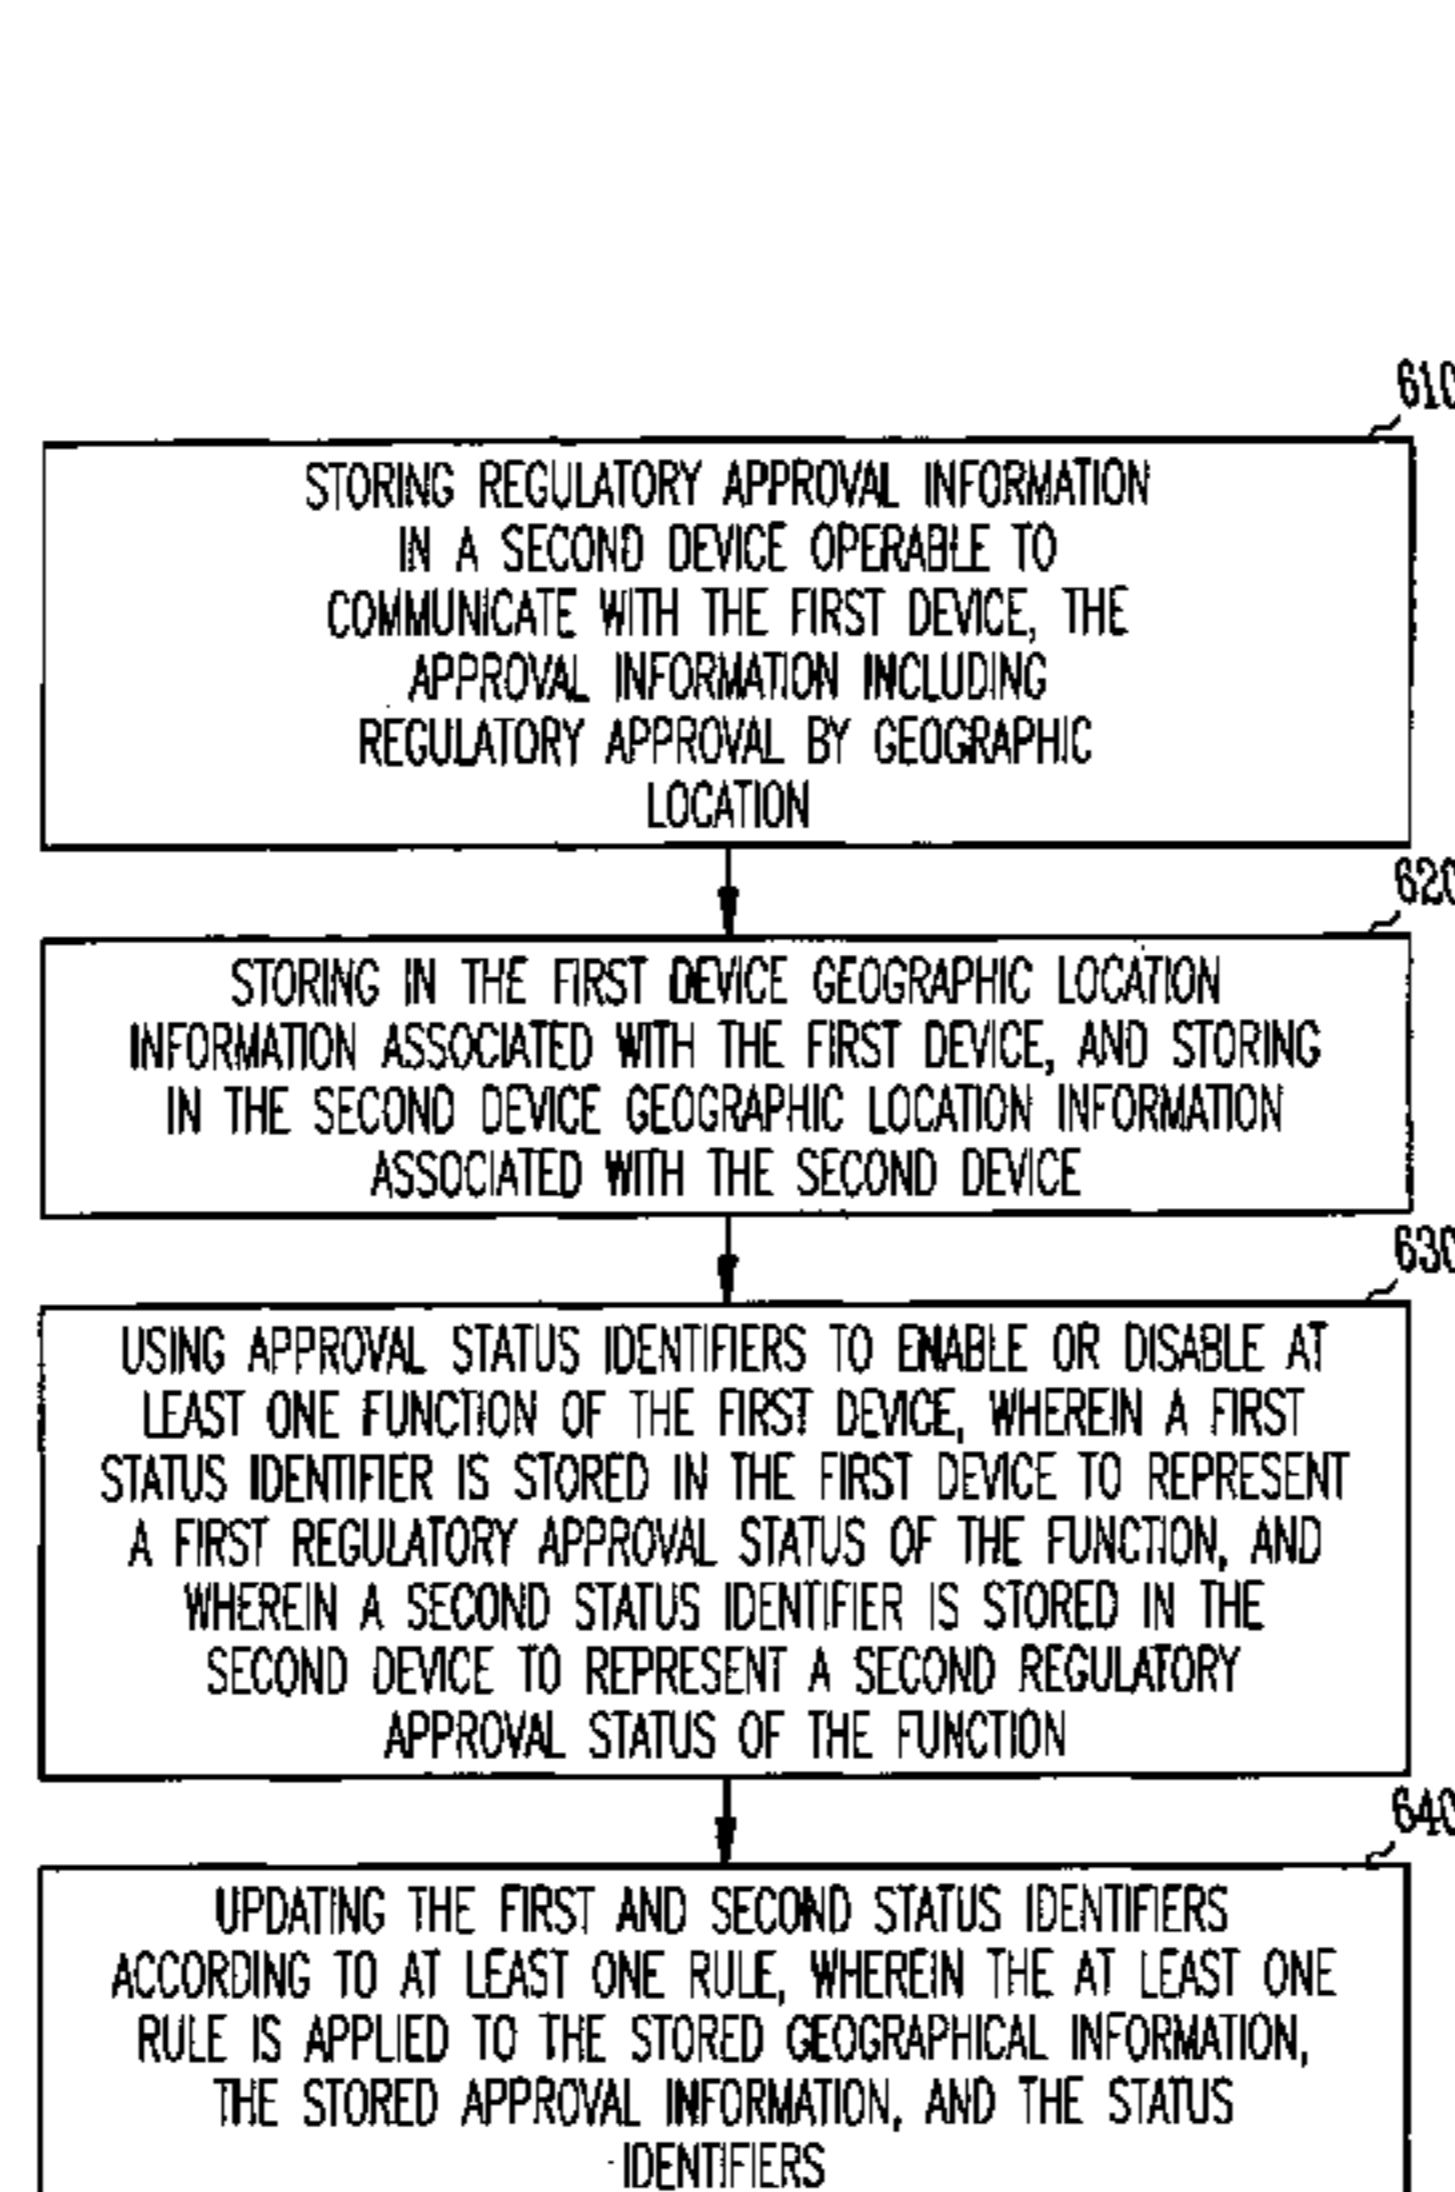 610
STORING REGULATORY APPROVAL INFORMATION
IN A SECOND DEVICE OPERABLE TO
COMMUNICATE WITH THE FIRST DEVICE, THE
APPROVAL INFORMATION INCLUDING
REGULATORY APPROVAL BY GEOGRAPHIC
LOCATION
620
STORING IN THE FIRST DEVICE GEOGRAPHIC LOCATION
INFORMATION ASSOCIATED WITH THE FIRST DEVICE, AND STORING
IN THE SECOND DEVICE GEOGRAPHIC LOCATION INFORMATION
ASSOCIATED WITH THE SECOND DEVICE
630
USING APPROVAL STATUS IDENTIFIERS TO ENABLE OR DISABLE AT
LEAST ONE FUNCTION OF THE FIRST DEVICE, WHEREIN A FIRST
STATUS IDENTIFIER IS STORED IN THE FIRST DEVICE TO REPRESENT
A FIRST REGULATORY APPROVAL STATUS OF THE FUNCTION, AND
WHEREIN A SECOND STATUS IDENTIFIER IS STORED IN THE
SECOND DEVICE TO REPRESENT A SECOND REGULATORY
APPROVAL STATUS OF THE FUNCTION
640
UPDATING THE FIRST AND SECOND STATUS IDENTIFIERS
ACCORDING TO AT LEAST ONE RULE, WHEREIN THE AT LEAST ONE
RULE IS APPLIED TO THE STORED GEOGRAPHICAL INFORMATION,
THE STORED APPROVAL INFORMATION, AND THE STATUS
IDENTIFIERS